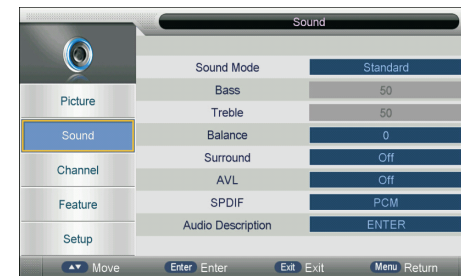 Sound
Picture
Sound
Channel
Feature
Setup
Sound Mode Standard
Bass 50
Treble 50
Balance 0
Surround Off
AVL Off
SPDIF PCM
Audio Description ENTER
Move Enter Enter Exit Exit Menu Return